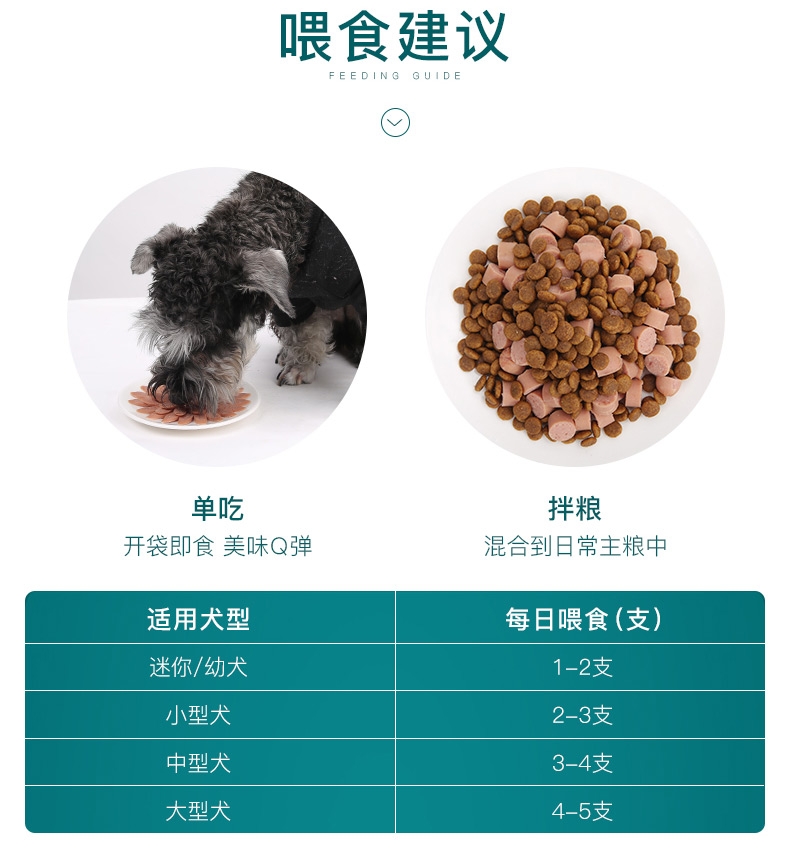 喂食建议
FEEDING GUIDE
单吃
开袋即食 美味Q弹
拌粮
混合到日常主粮中
适用犬型 每日喂食(支)
迷你/幼犬 1-2支
小型犬 2-3支
中型犬 3-4支
大型犬 4-5支